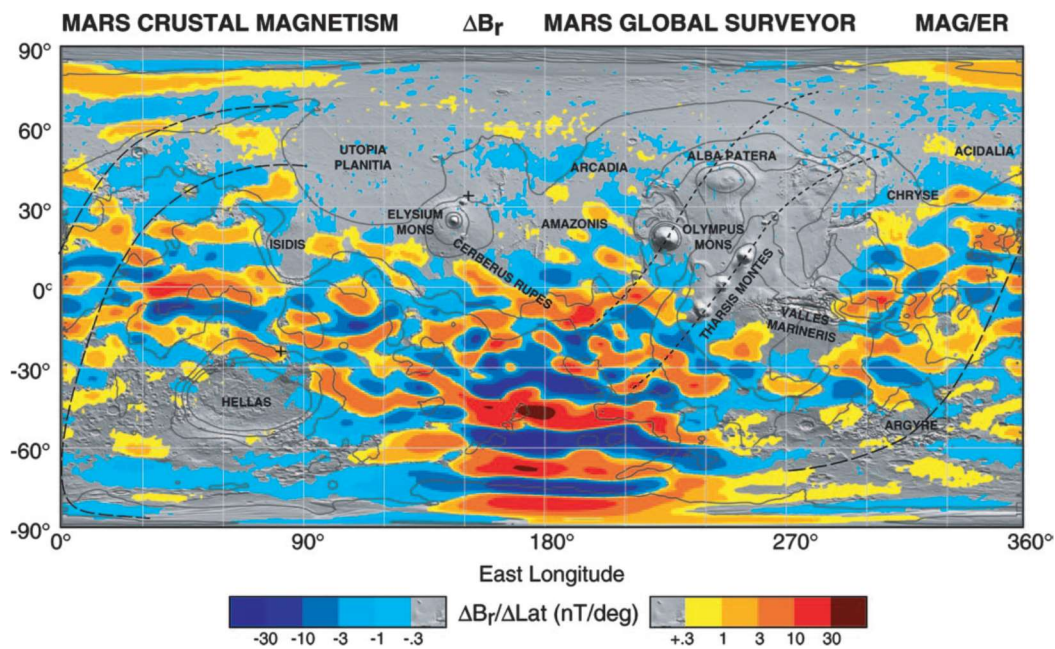 MARS CRUSTAL MAGNETISM ΔBr MARS GLOBAL SURVEYOR MAG/ER
90°
60°
30°
0°
-30°
-60°
-90°
UTOPIA
PLANITIA
ARCADIA
ALBA PATERA
ACIDALIA
CHRYSE
ELYSIUM
MONS
AMAZONIS
OLYMPUS
MONS
ISIDIS
CERBERUS RUPES
THARSIS MONTES
VALLES
MARINERIS
HELLAS
ARGYRE
0° 90° 180° 270° 360°
East Longitude
ΔBr/ΔLat (nT/deg)
-30 -10 -3 -1 -.3 +.3 1 3 10 30